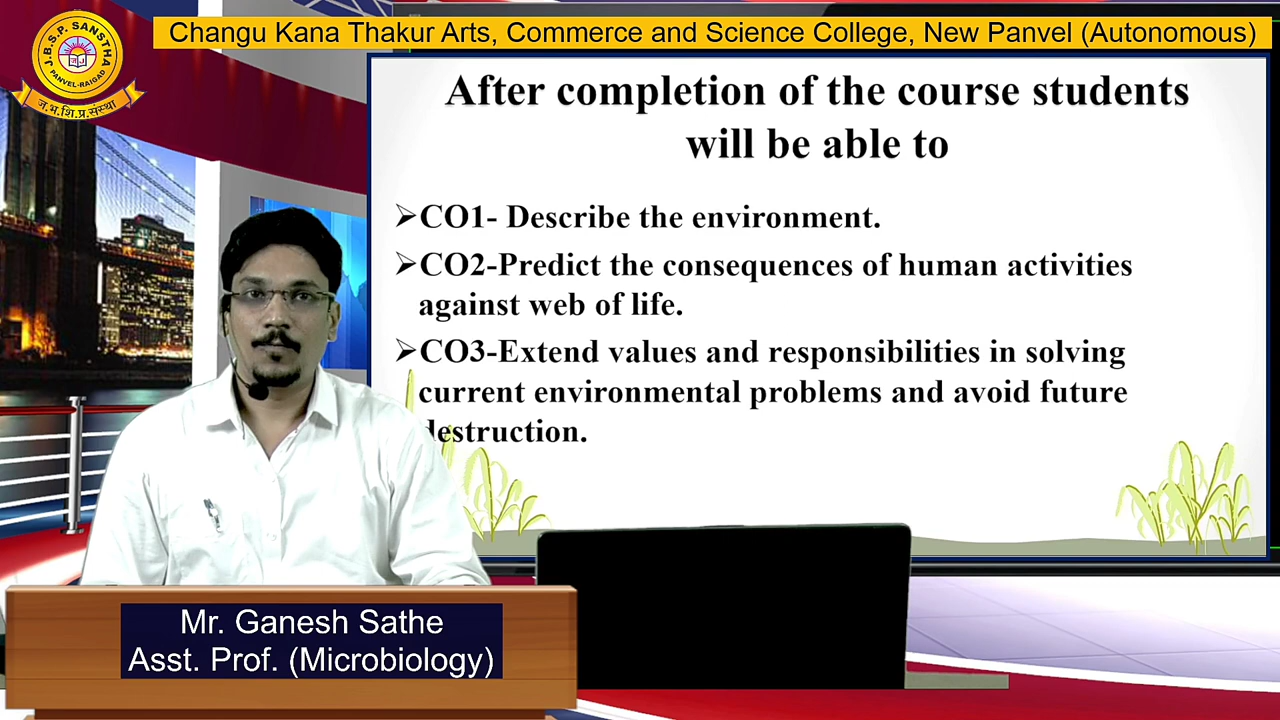 J.B.S.P. SANSTHA
PANVEL-RAIGAD
ज.भ.शि.प्र.संस्था
Changu Kana Thakur Arts, Commerce and Science College, New Panvel (Autonomous)
After completion of the course students
will be able to
➢CO1- Describe the environment.
➢CO2-Predict the consequences of human activities
against web of life.
➢CO3-Extend values and responsibilities in solving
current environmental problems and avoid future
destruction.
Mr. Ganesh Sathe
Asst. Prof. (Microbiology)